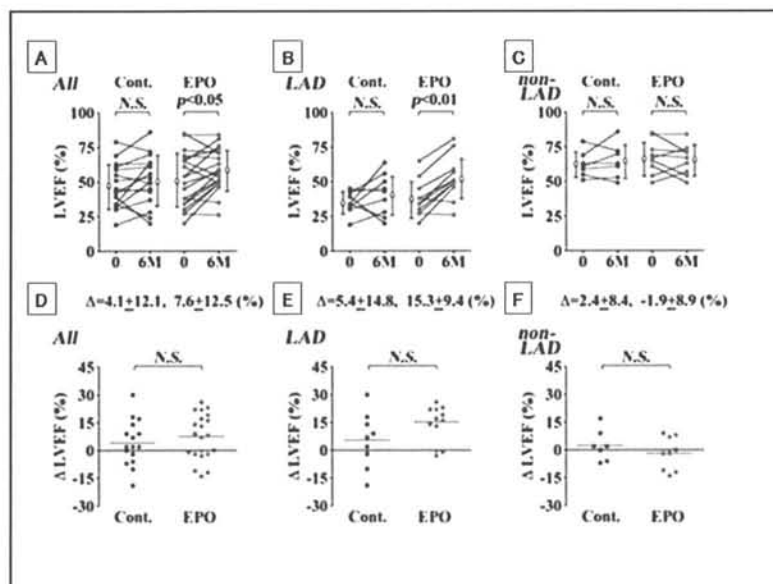 A
All
Cont.
EPO
N.S.
p<0.05
LVEF (%)
100
75
50
25
0
0 6M 0 6M
B
LAD
Cont.
EPO
N.S.
p<0.01
LVEF (%)
100
75
50
25
0
0 6M 0 6M
C
non-
LAD
Cont.
EPO
N.S.
N.S.
LVEF (%)
100
75
50
25
0
0 6M 0 6M
D
Δ=4.1±12.1, 7.6±12.5 (%)
All
N.S.
Δ LVEF (%)
45
30
15
0
-15
-30
Cont. EPO
E
Δ=5.4±14.8, 15.3±9.4 (%)
LAD
N.S.
Δ LVEF (%)
45
30
15
0
-15
-30
Cont. EPO
F
Δ=2.4±8.4, -1.9±8.9 (%)
non-
LAD
N.S.
Δ LVEF (%)
45
30
15
0
-15
-30
Cont. EPO